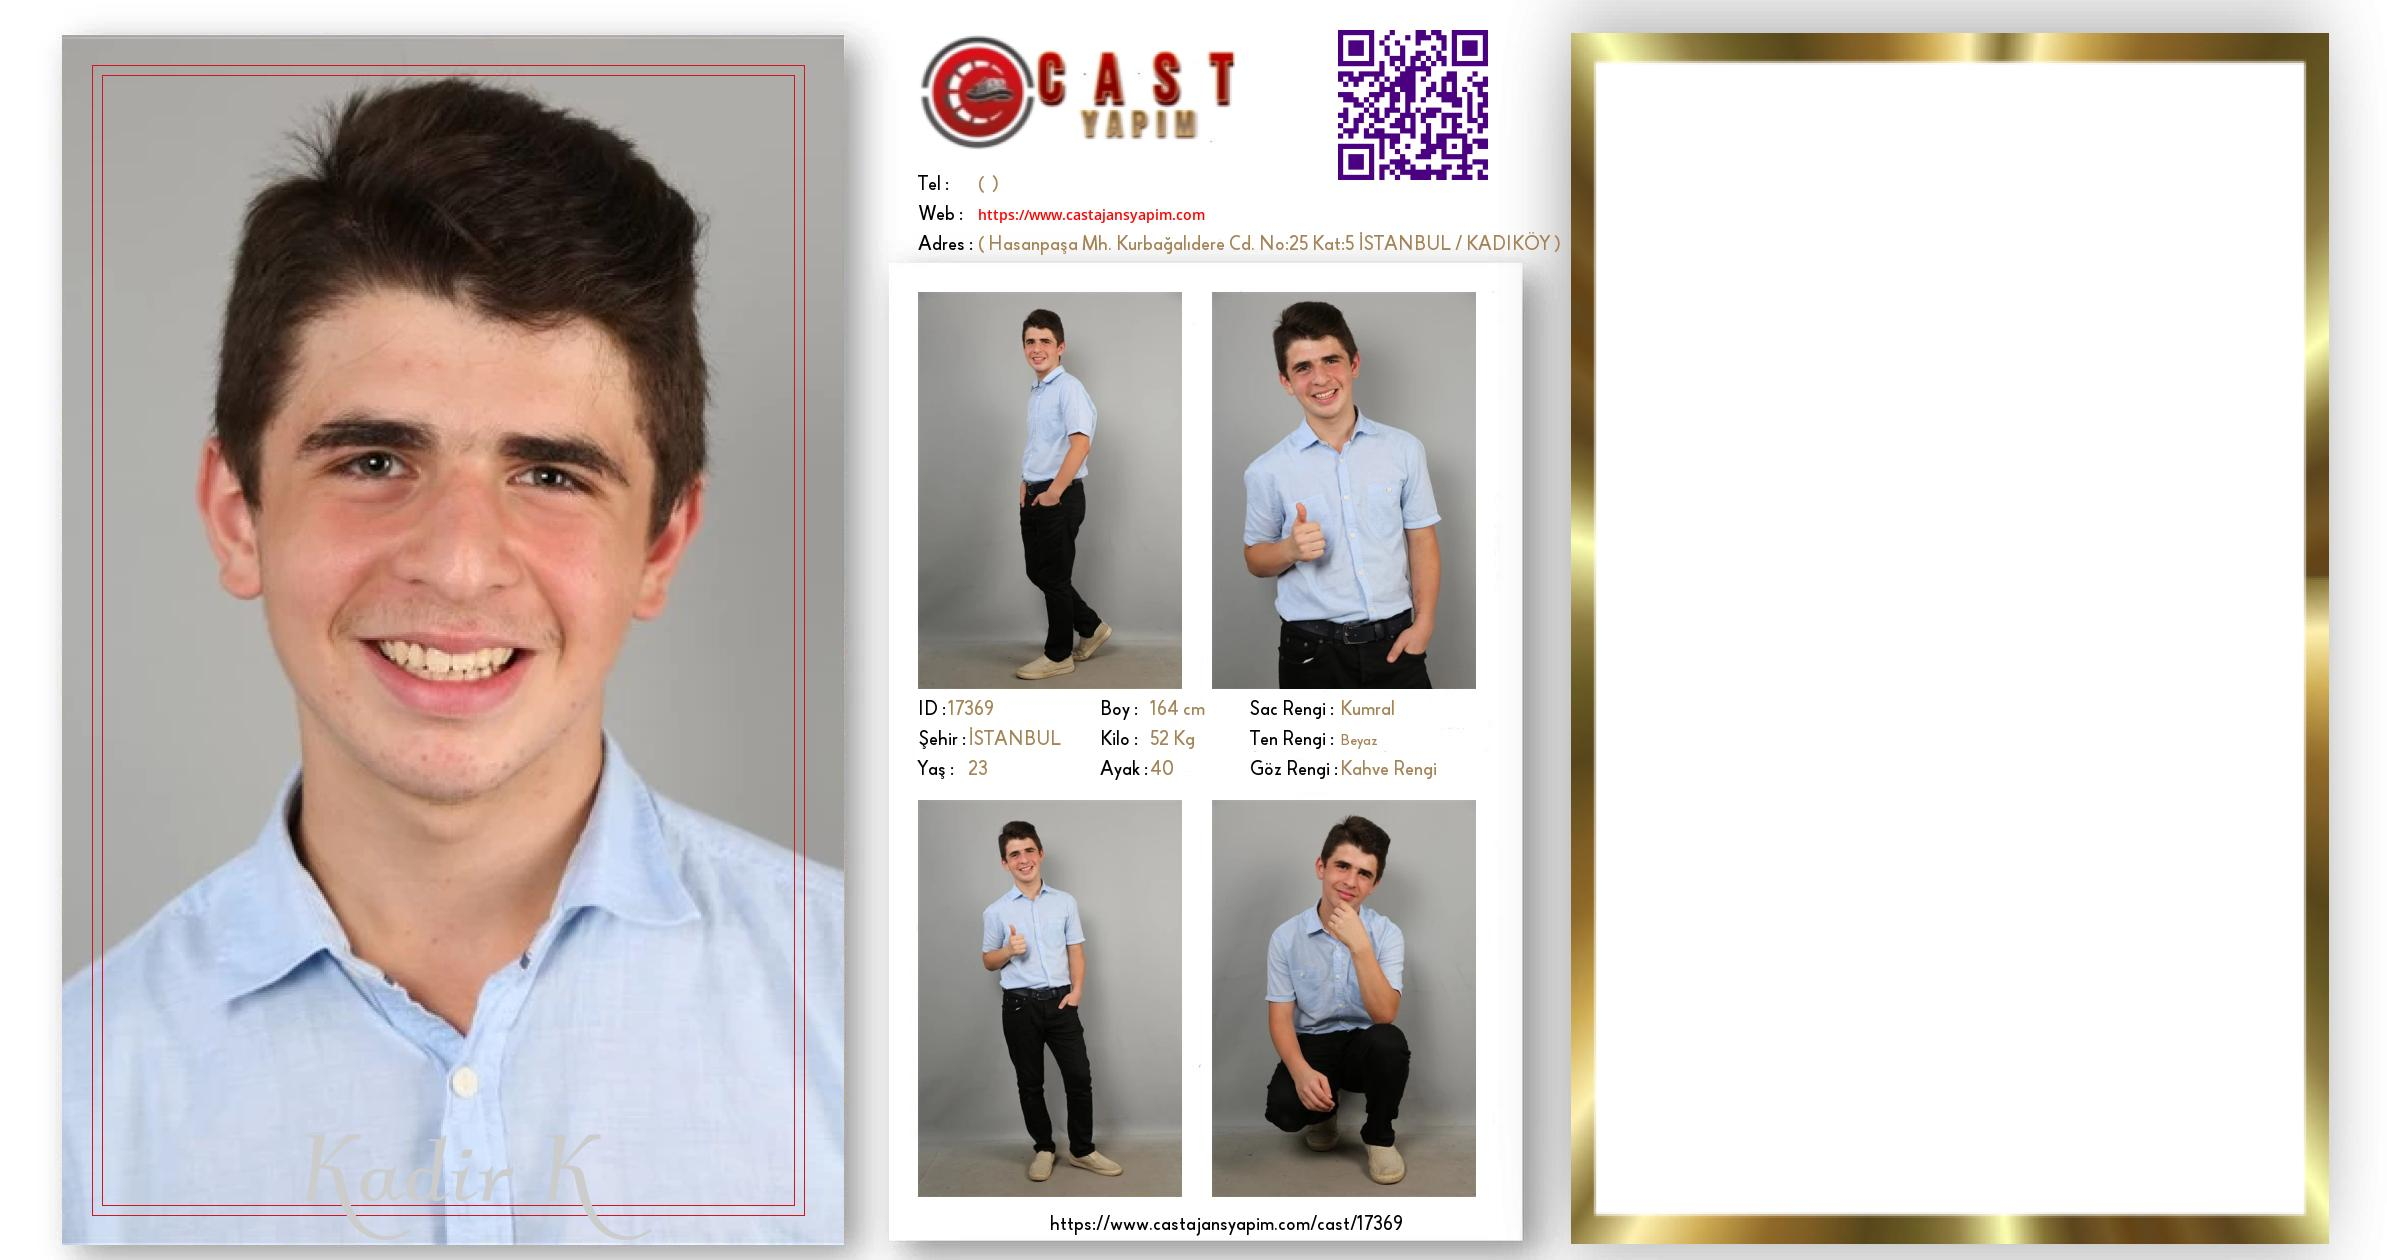 Kadir K
CAST
YAPIM
Tel : ( )
Web : https://www.castajansyapim.com
Adres : ( Hasanpaşa Mh. Kurbağalıdere Cd. No:25 Kat:5 İSTANBUL / KADIKÖY )
ID : 17369 Boy : 164 cm Sac Rengi : Kumral
Şehir : İSTANBUL Kilo : 52 Kg Ten Rengi : Beyaz
Yaş : 23 Ayak : 40 Göz Rengi : Kahve Rengi
https://www.castajansyapim.com/cast/17369